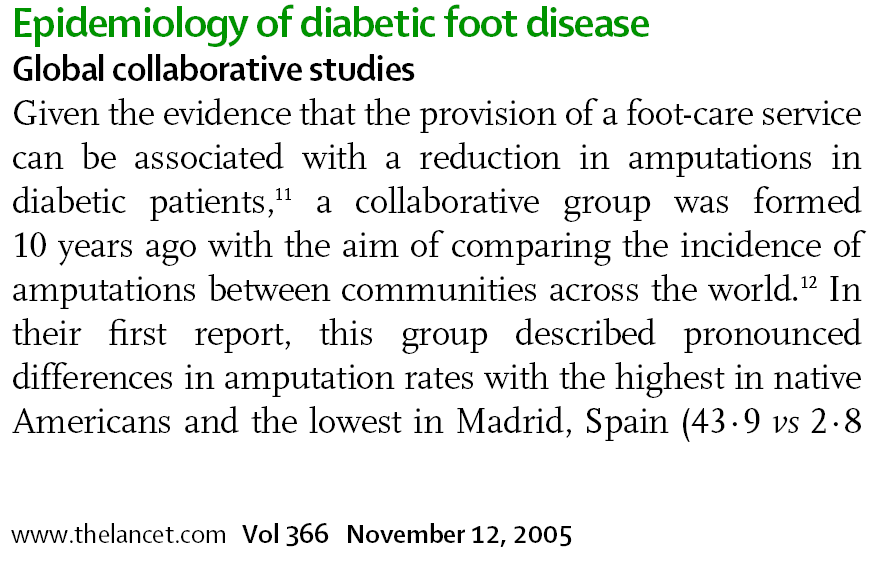 Epidemiology of diabetic foot disease
Global collaborative studies
Given the evidence that the provision of a foot-care service
can be associated with a reduction in amputations in
diabetic patients,¹¹ a collaborative group was formed
10 years ago with the aim of comparing the incidence of
amputations between communities across the world.¹² In
their first report, this group described pronounced
differences in amputation rates with the highest in native
Americans and the lowest in Madrid, Spain (43·9 vs 2·8
www.thelancet.com Vol 366 November 12, 2005